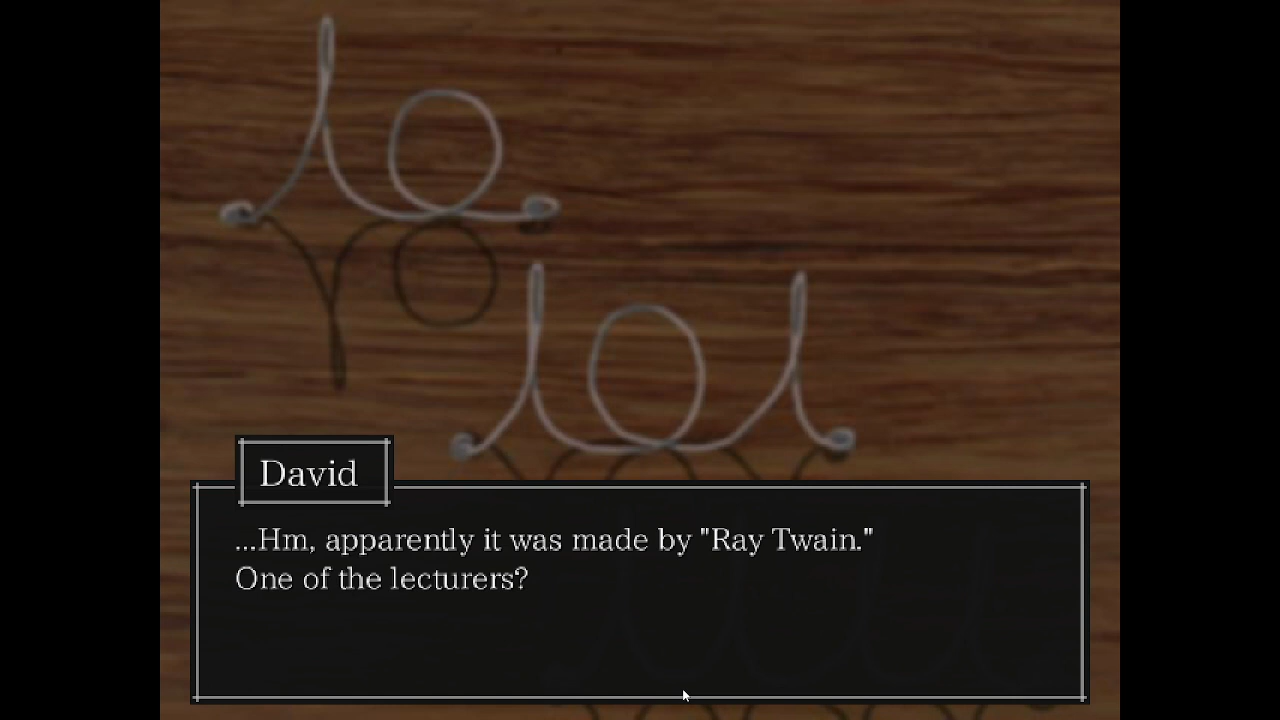 David
...Hm, apparently it was made by "Ray Twain."
One of the lecturers?